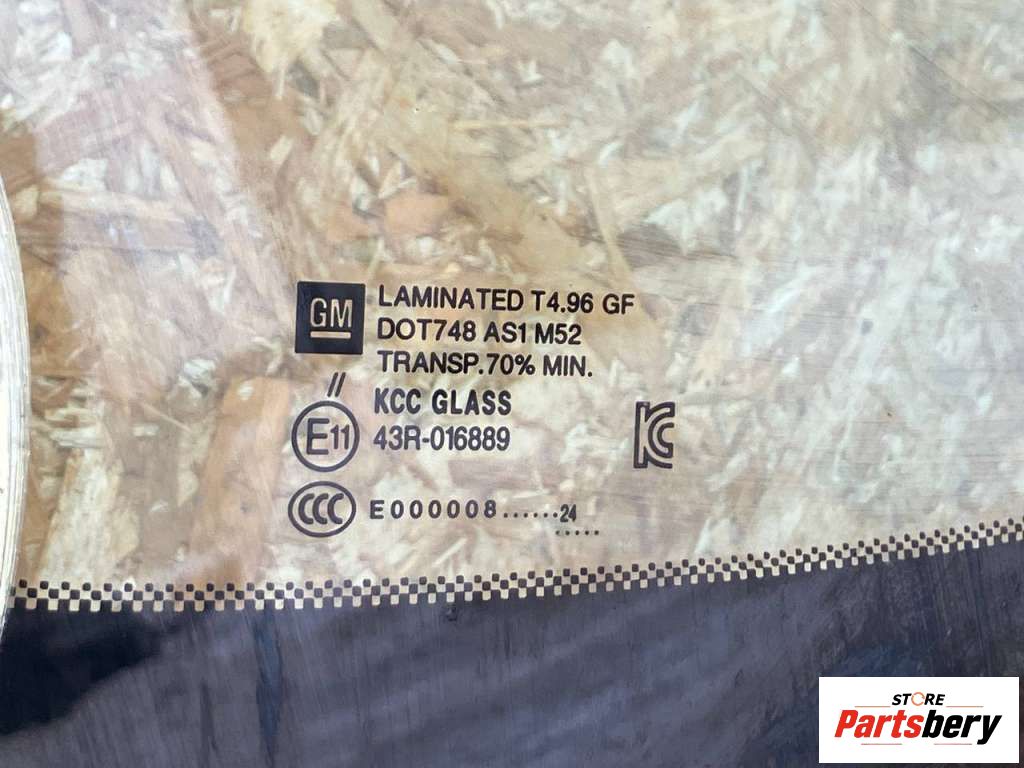 GM
LAMINATED T4.96 GF
DOT748 AS1 M52
TRANSP.70% MIN.
//
KCC GLASS
E11
43R-016889
KC
CCC
E000008......24
.....
STORE
Partsbery